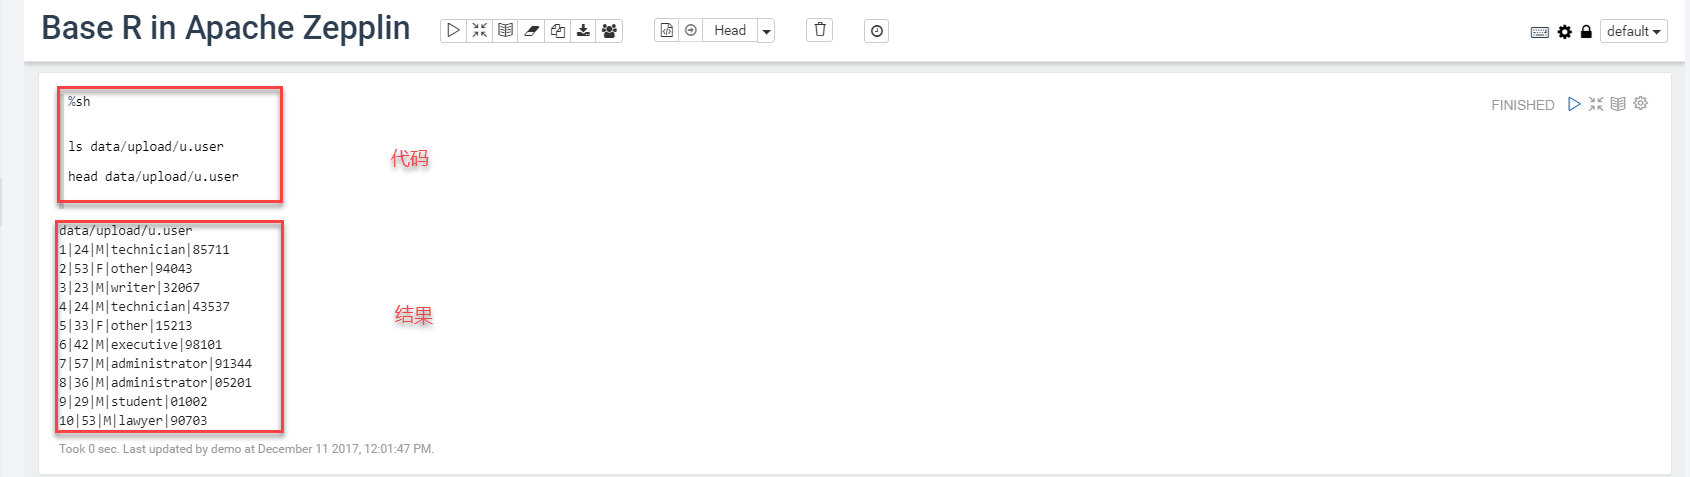 Base R in Apache Zepplin
Head
default
%sh
FINISHED
ls data/upload/u.user
代码
head data/upload/u.user
data/upload/u.user
1|24|M|technician|85711
2|53|F|other|94043
3|23|M|writer|32067
4|24|M|technician|43537
结果
5|33|F|other|15213
6|42|M|executive|98101
7|57|M|administrator|91344
8|36|M|administrator|05201
9|29|M|student|01002
10|53|M|lawyer|90703
Took 0 sec. Last updated by demo at December 11 2017, 12:01:47 PM.